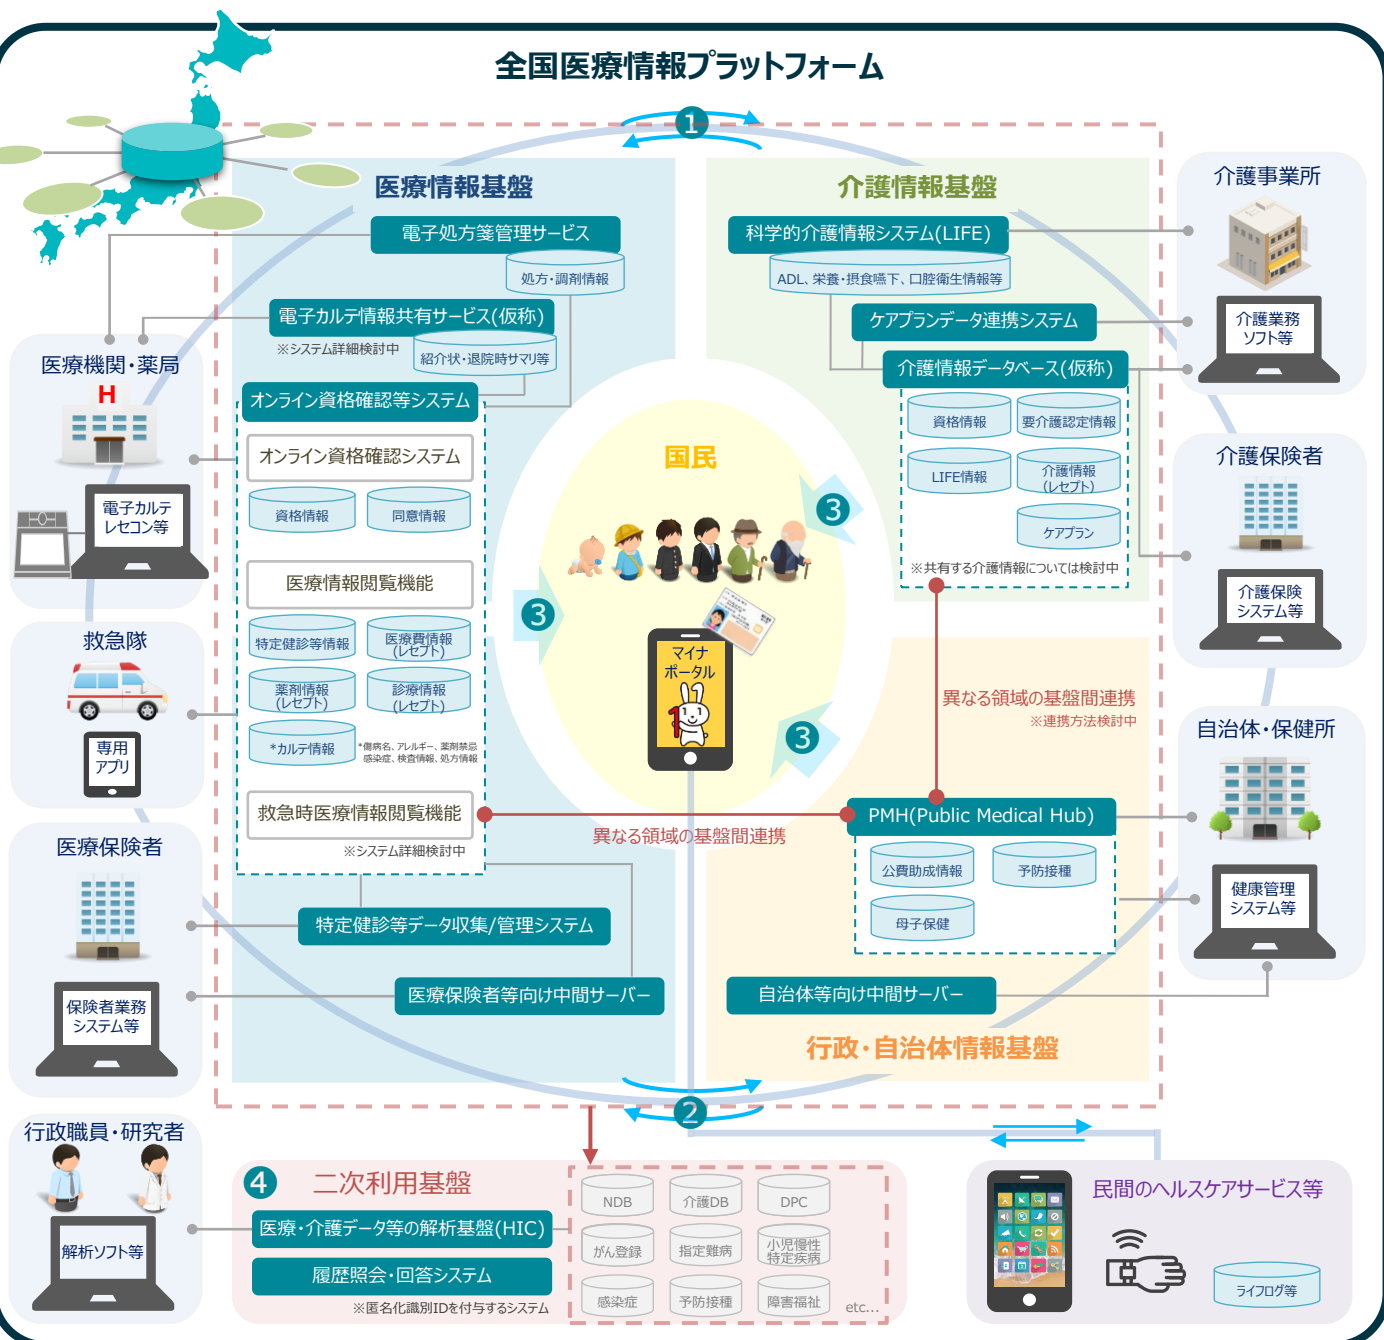 全国医療情報プラットフォーム
1
医療情報基盤
電子処方箋管理サービス
処方・調剤情報
電子カルテ情報共有サービス(仮称)
※システム詳細検討中
紹介状・退院時サマリ等
オンライン資格確認等システム
オンライン資格確認システム
資格情報
同意情報
医療情報閲覧機能
特定健診等情報
医療費情報
(レセプト)
薬剤情報
(レセプト)
診療情報
(レセプト)
*カルテ情報
*傷病名、アレルギー、薬剤禁忌
感染症、検査情報、処方情報
救急時医療情報閲覧機能
※システム詳細検討中
特定健診等データ収集/管理システム
医療保険者等向け中間サーバー
介護情報基盤
科学的介護情報システム(LIFE)
ADL、栄養・摂食嚥下、口腔衛生情報等
ケアプランデータ連携システム
介護情報データベース(仮称)
資格情報
要介護認定情報
LIFE情報
介護情報
(レセプト)
ケアプラン
※共有する介護情報については検討中
国民
3
3
3
マイナ
ポータル
1
異なる領域の基盤間連携
※連携方法検討中
異なる領域の基盤間連携
PMH(Public Medical Hub)
公費助成情報
予防接種
母子保健
自治体等向け中間サーバー
行政・自治体情報基盤
2
医療機関・薬局
H
電子カルテ
レセコン等
救急隊
専用
アプリ
医療保険者
保険者業務
システム等
行政職員・研究者
解析ソフト等
介護事業所
介護業務
ソフト等
介護保険者
介護保険
システム等
自治体・保健所
健康管理
システム等
4
二次利用基盤
医療・介護データ等の解析基盤(HIC)
履歴照会・回答システム
※匿名化識別IDを付与するシステム
NDB
介護DB
DPC
がん登録
指定難病
小児慢性
特定疾病
感染症
予防接種
障害福祉
etc...
民間のヘルスケアサービス等
ライフログ等